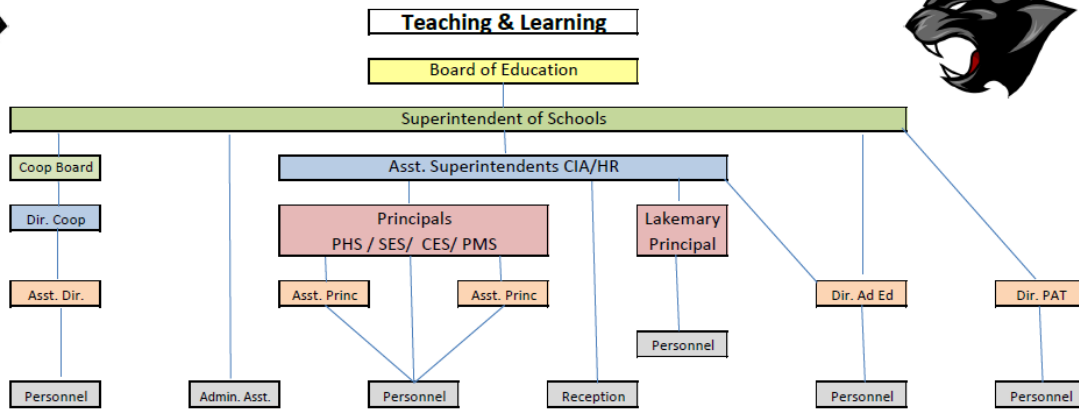 Teaching & Learning
Board of Education
Superintendent of Schools
Coop Board
Asst. Superintendents CIA/HR
Dir. Coop
Principals
PHS / SES/ CES/ PMS
Lakemary
Principal
Asst. Dir.
Asst. Princ
Asst. Princ
Dir. Ad Ed
Dir. PAT
Personnel
Personnel
Admin. Asst.
Personnel
Reception
Personnel
Personnel